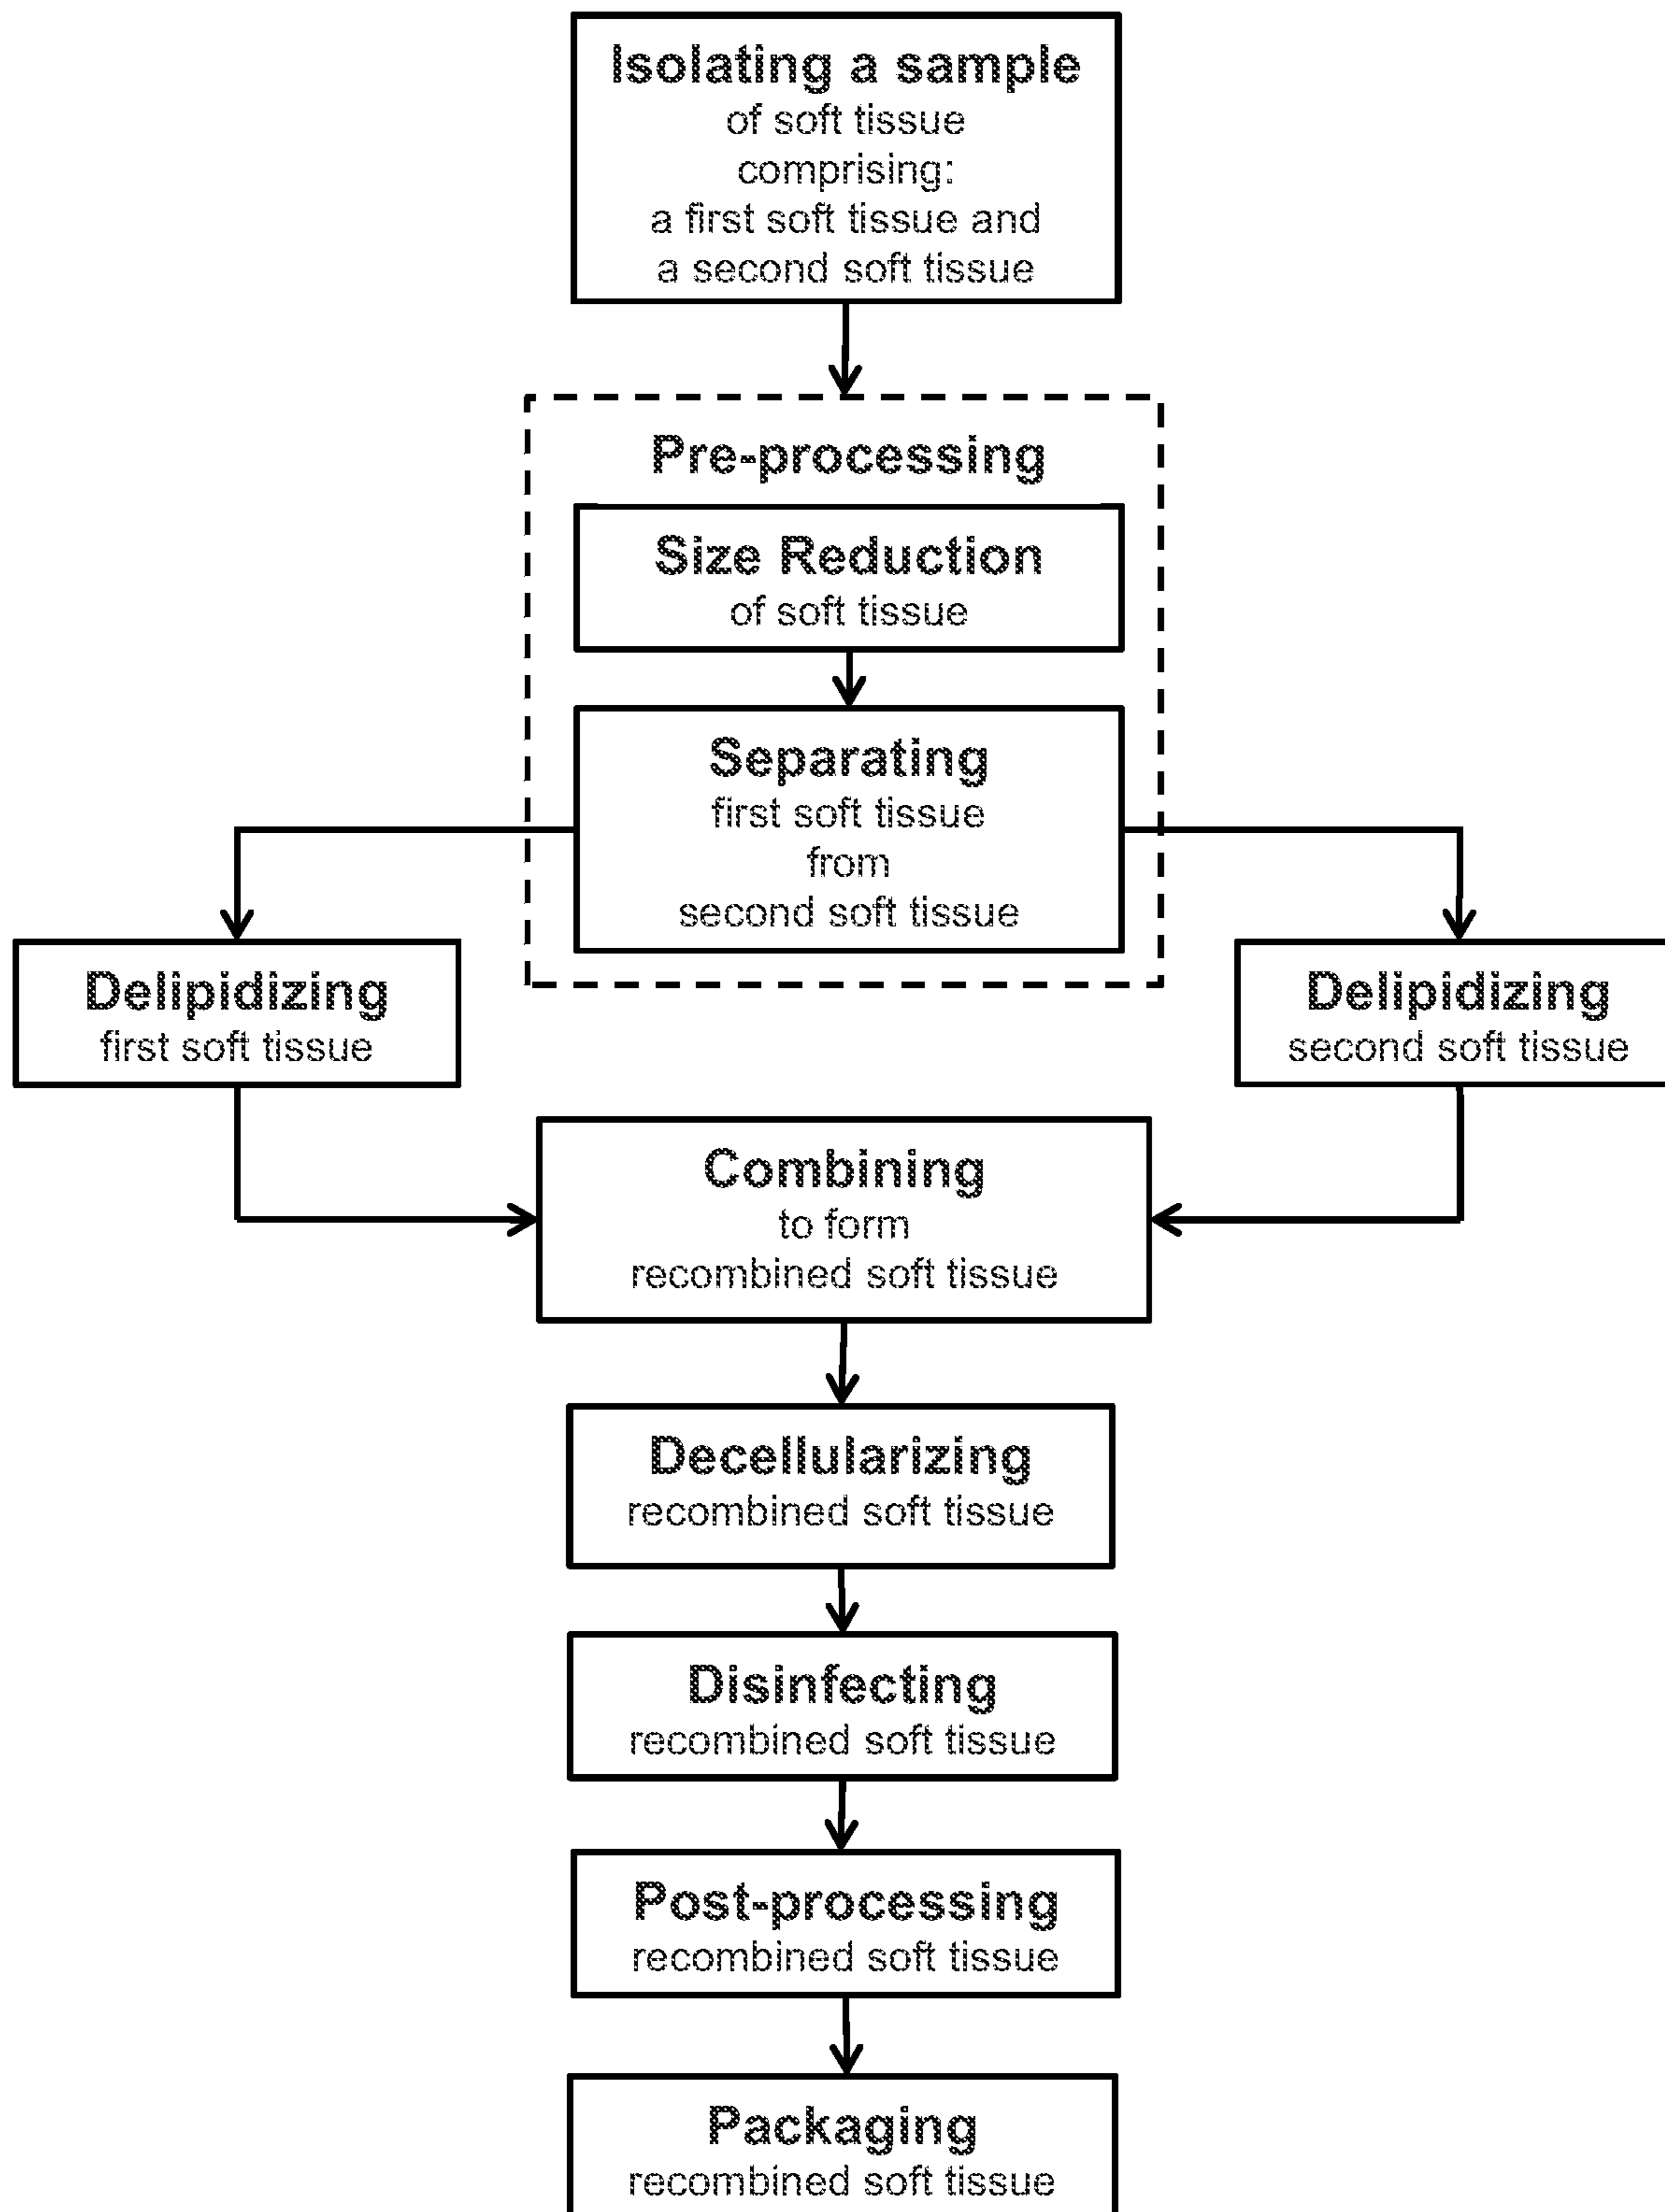 Isolating a sample
of soft tissue
comprising:
a first soft tissue and
a second soft tissue
Pre-processing
Size Reduction
of soft tissue
Separating
first soft tissue
from
second soft tissue
Delipidizing
first soft tissue
Delipidizing
second soft tissue
Combining
to form
recombined soft tissue
Decellularizing
recombined soft tissue
Disinfecting
recombined soft tissue
Post-processing
recombined soft tissue
Packaging
recombined soft tissue